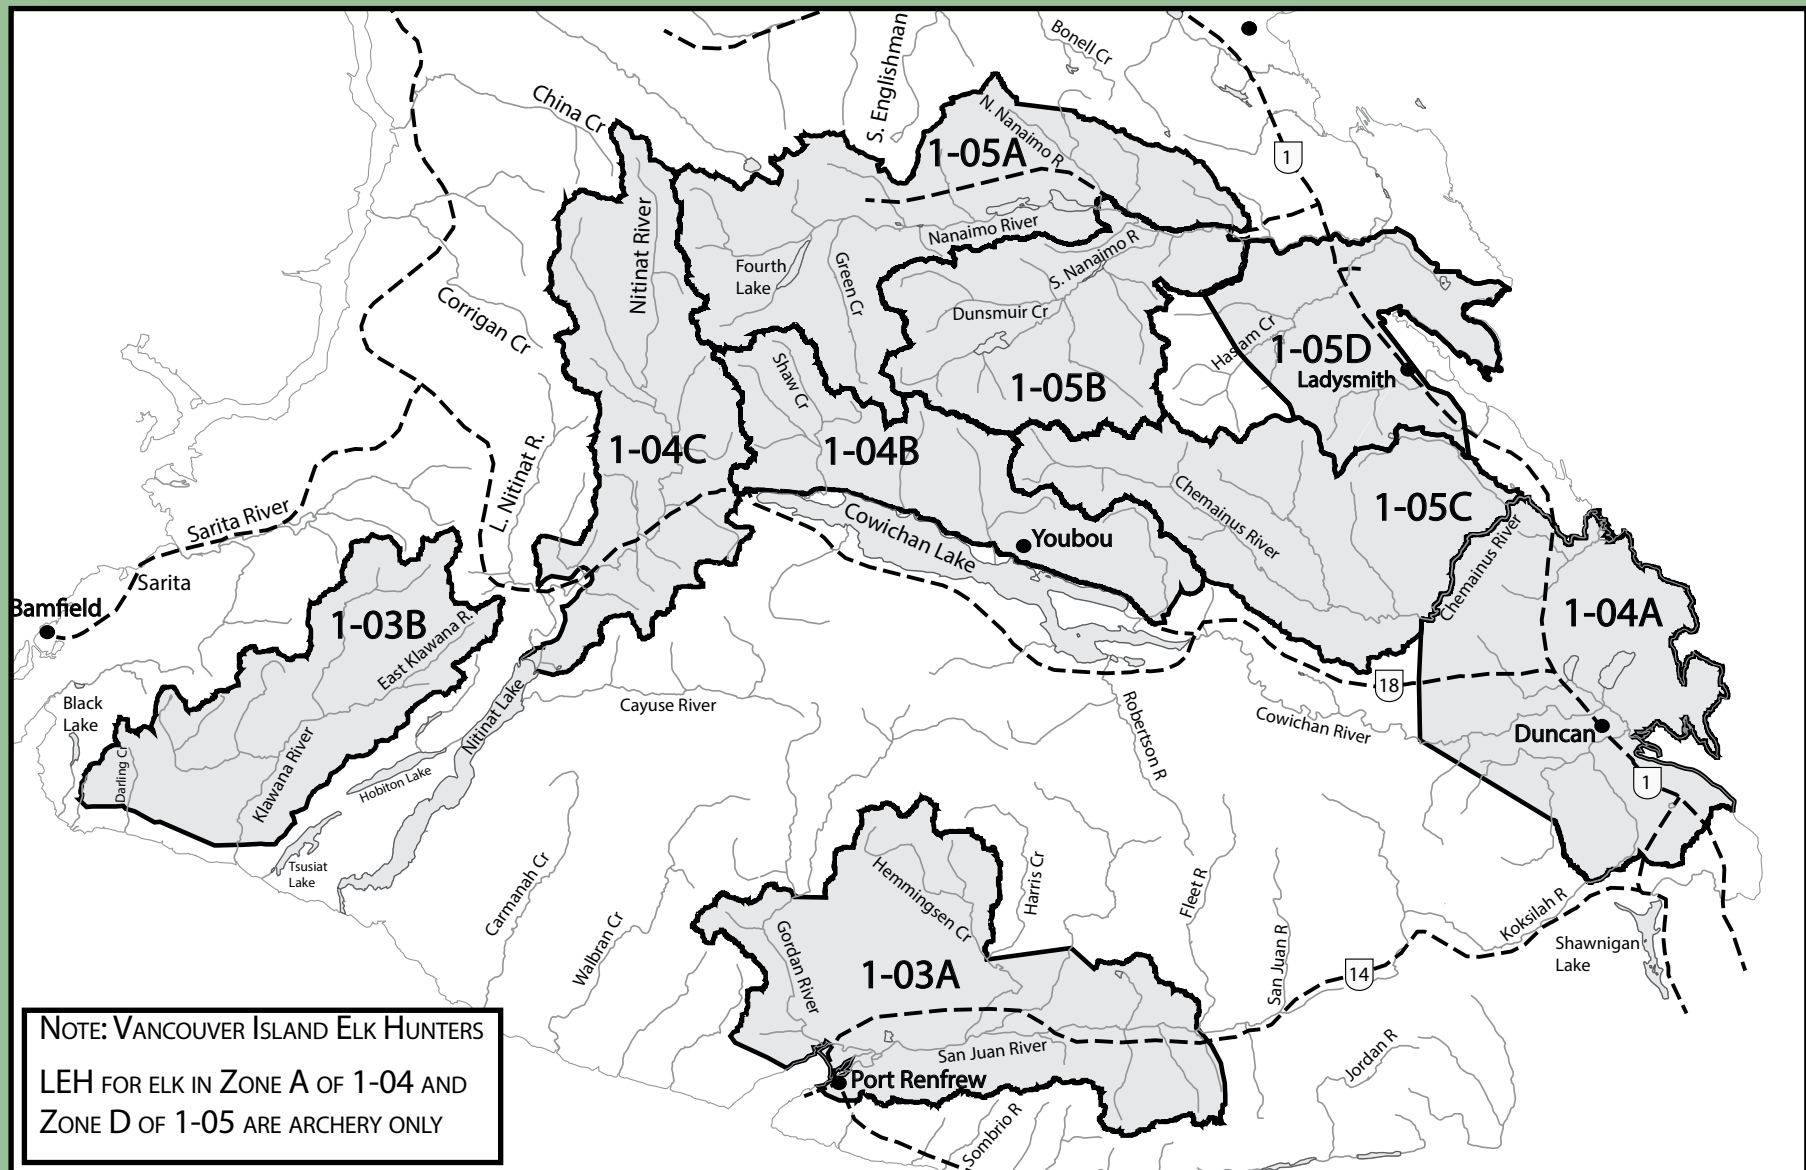 Bonell Cr
S. Englishman
China Cr
N. Nanaimo R
1-05A
1
Nitinat River
Nanaimo River
S. Nanaimo R
Fourth
Lake
Green Cr
Corrigan Cr
Dunsmuir Cr
Haslam Cr
1-05D
Ladysmith
Shaw Cr
1-05B
1-04C
1-04B
L. Nitinat R.
1-05C
Chemainus River
Sarita River
Cowichan Lake
Youbou
Chemainus River
Sarita
Bamfield
1-03B
East Klawana R.
1-04A
18
Black
Lake
Nitinat Lake
Cayuse River
Robertson R
Cowichan River
Duncan
Darling Cr
Klawana River
Hobiton Lake
1
Tsusiat
Lake
Carmanah Cr
Hemmingsen Cr
Harris Cr
Fleet R
Koksilah R
Walbran Cr
Gordan River
1-03A
San Juan R
14
Shawnigan
Lake
San Juan River
Jordan R
Port Renfrew
Sombrio R
NOTE: VANCOUVER ISLAND ELK HUNTERS
LEH FOR ELK IN ZONE A OF 1-04 AND
ZONE D OF 1-05 ARE ARCHERY ONLY